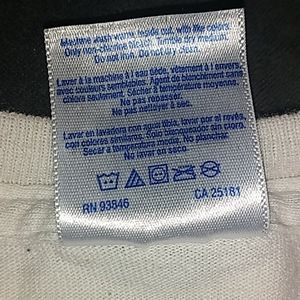 Machine wash warm, inside out, with like colors.
Only non-chlorine bleach. Tumble dry medium.
Do not iron. Do not dry clean.
Laver à la machine à l'eau tiède, vêtement à l'envers
avec couleurs semblables. Pas de blanchiment sans
chlore seulement. Sécher à température moyenne.
Ne pas repasser.
Ne pas nettoyer à sec.
Lavar en lavadora con agua tibia, lavar por el revés,
con colores similares. Solo blanqueador sin cloro.
Secar a temperatura media. No planchar.
No lavar en seco.
RN 93846
CA 25181